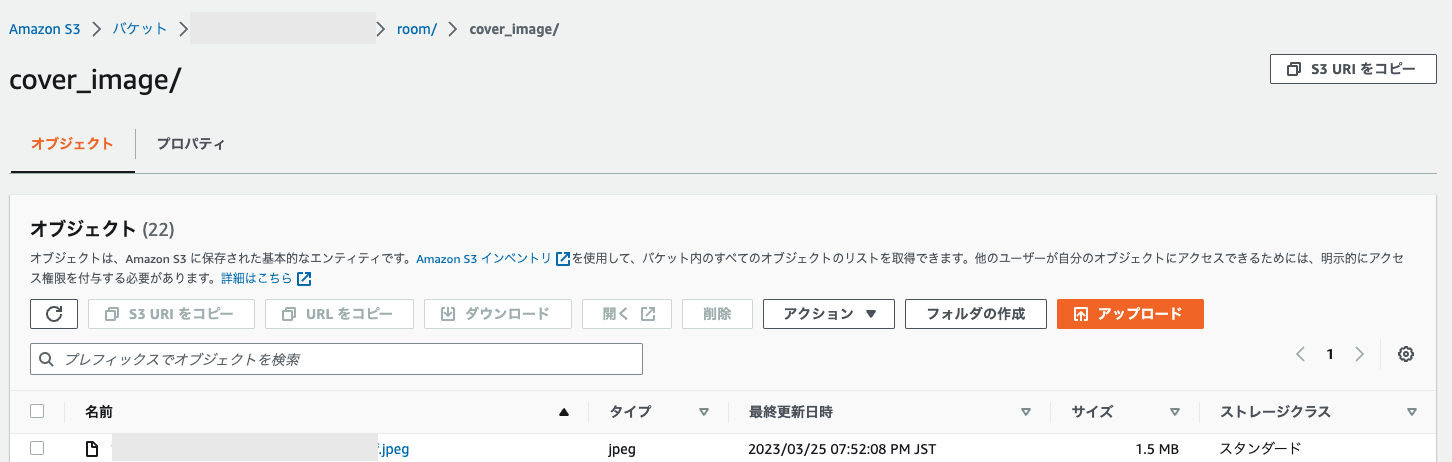 Amazon S3 > バケット > > room/ > cover_image/
cover_image/
S3 URI をコピー
オブジェクト プロパティ
オブジェクト (22)
オブジェクトは、Amazon S3 に保存された基本的なエンティティです。Amazon S3 インベントリ を使用して、バケット内のすべてのオブジェクトのリストを取得できます。他のユーザーが自分のオブジェクトにアクセスできるためには、明示的にアクセ
ス権限を付与する必要があります。詳細はこちら
S3 URI をコピー URL をコピー ダウンロード 開く 削除 アクション フォルダの作成 アップロード
プレフィックスでオブジェクトを検索
1
名前 タイプ 最終更新日時 サイズ ストレージクラス
.jpeg jpeg 2023/03/25 07:52:08 PM JST 1.5 MB スタンダード